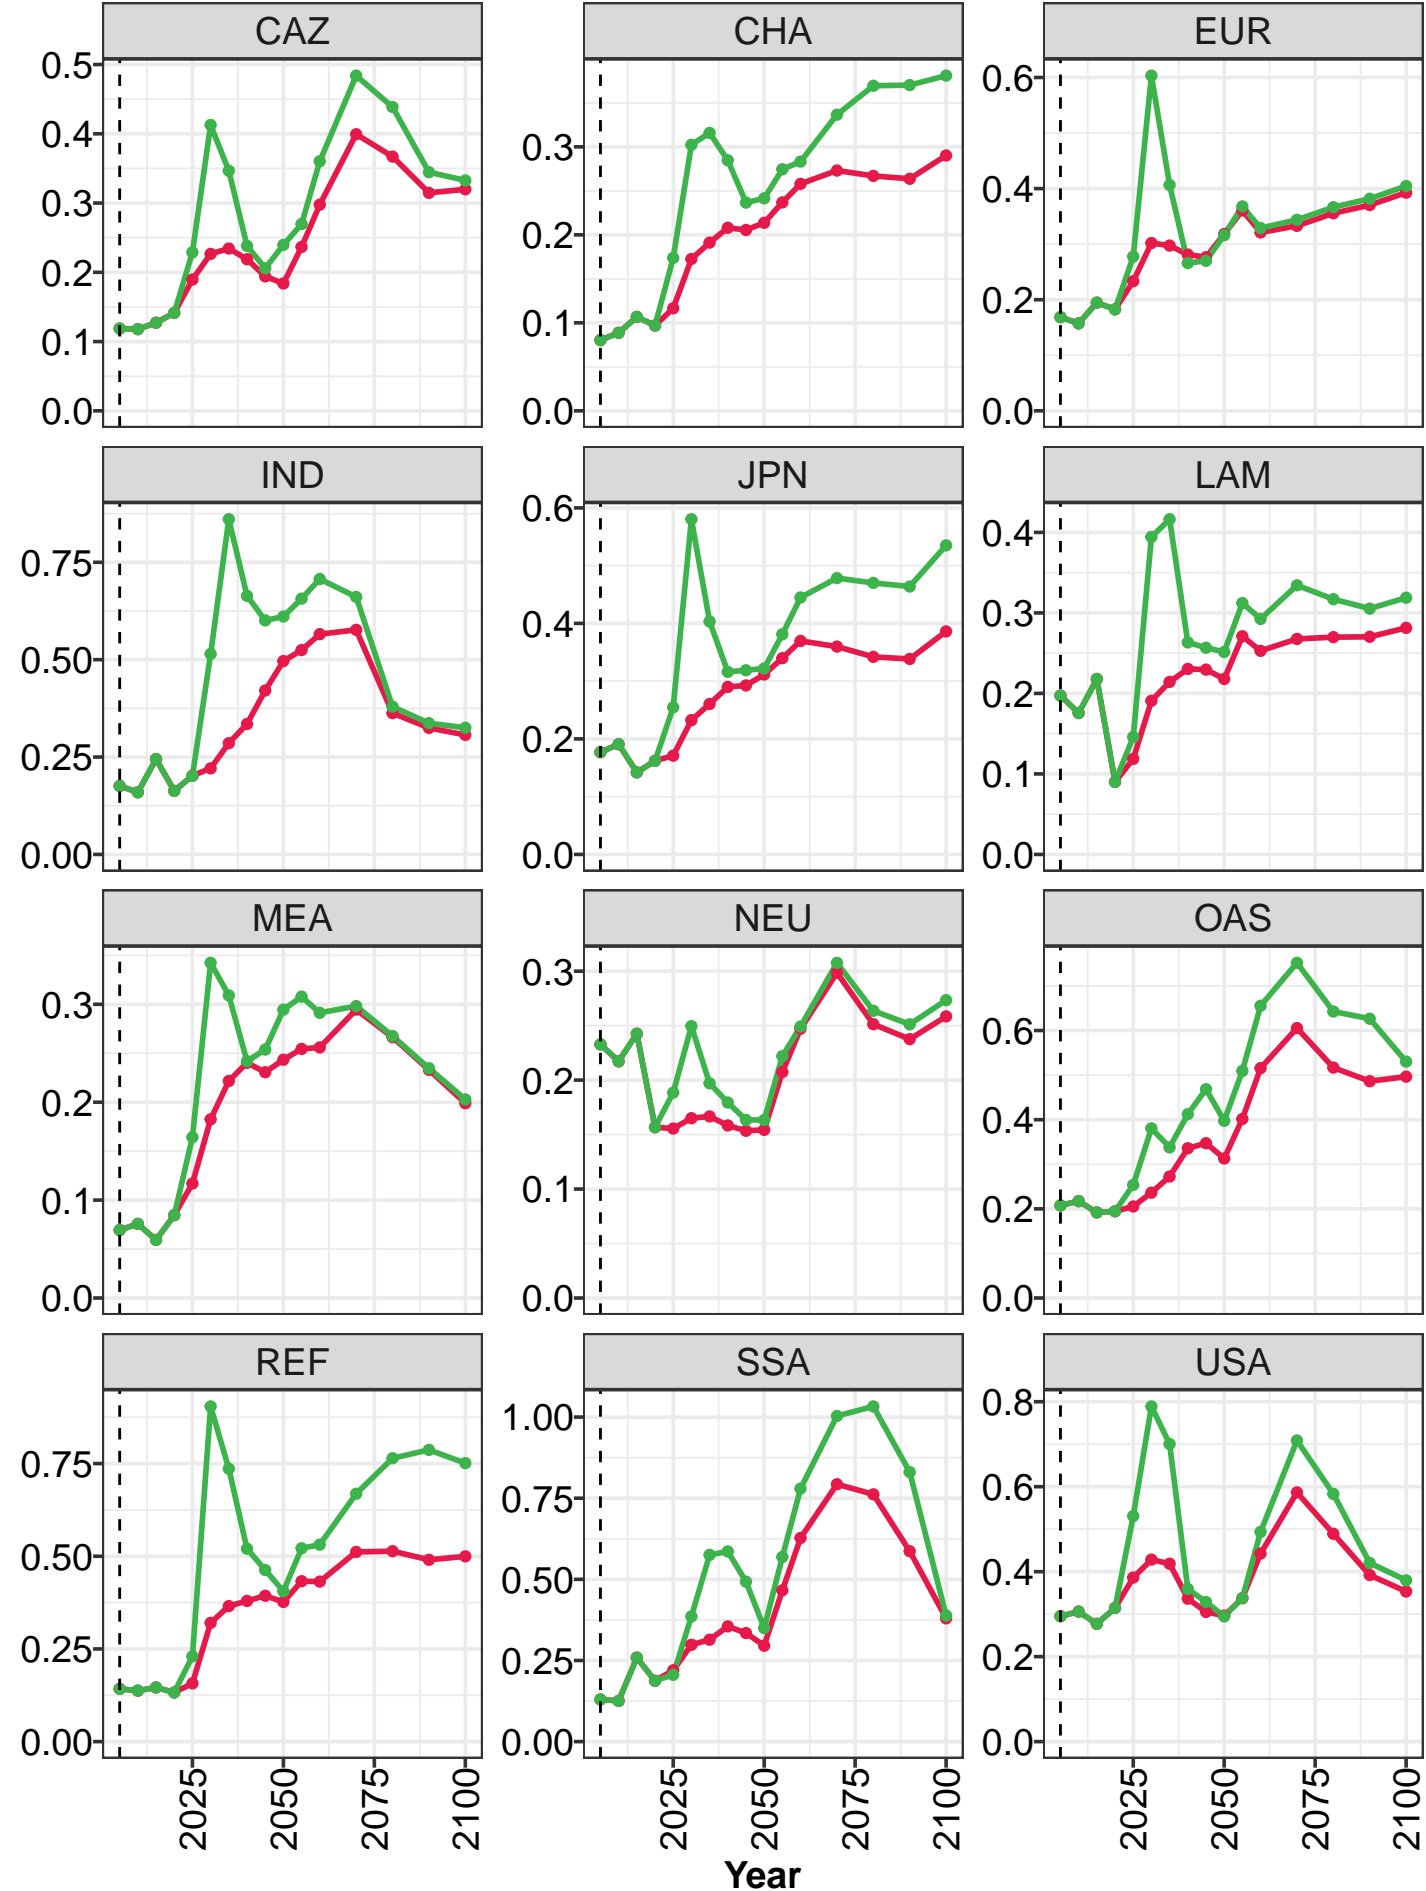 CAZ CHA EUR
0.5 0.4 0.3 0.2 0.1 0.0
0.3 0.2 0.1 0.0
0.6 0.4 0.2 0.0
IND JPN LAM
0.75 0.50 0.25 0.00
0.6 0.4 0.2 0.0
0.4 0.3 0.2 0.1 0.0
MEA NEU OAS
0.3 0.2 0.1 0.0
0.3 0.2 0.1 0.0
0.6 0.4 0.2 0.0
REF SSA USA
0.75 0.50 0.25 0.00
1.00 0.75 0.50 0.25 0.00
0.8 0.6 0.4 0.2 0.0
2025 2050 2075 2100
2025 2050 2075 2100
2025 2050 2075 2100
Year